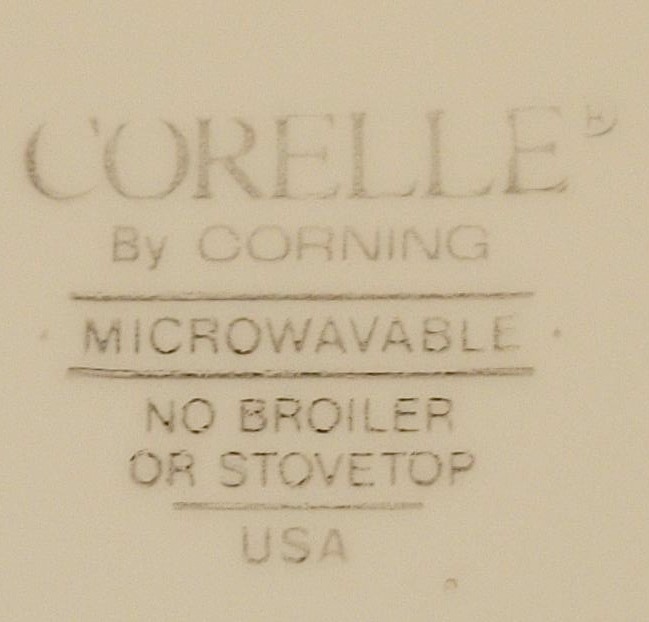 CORELLE®
By CORNING
MICROWAVABLE
NO BROILER
OR STOVETOP
USA